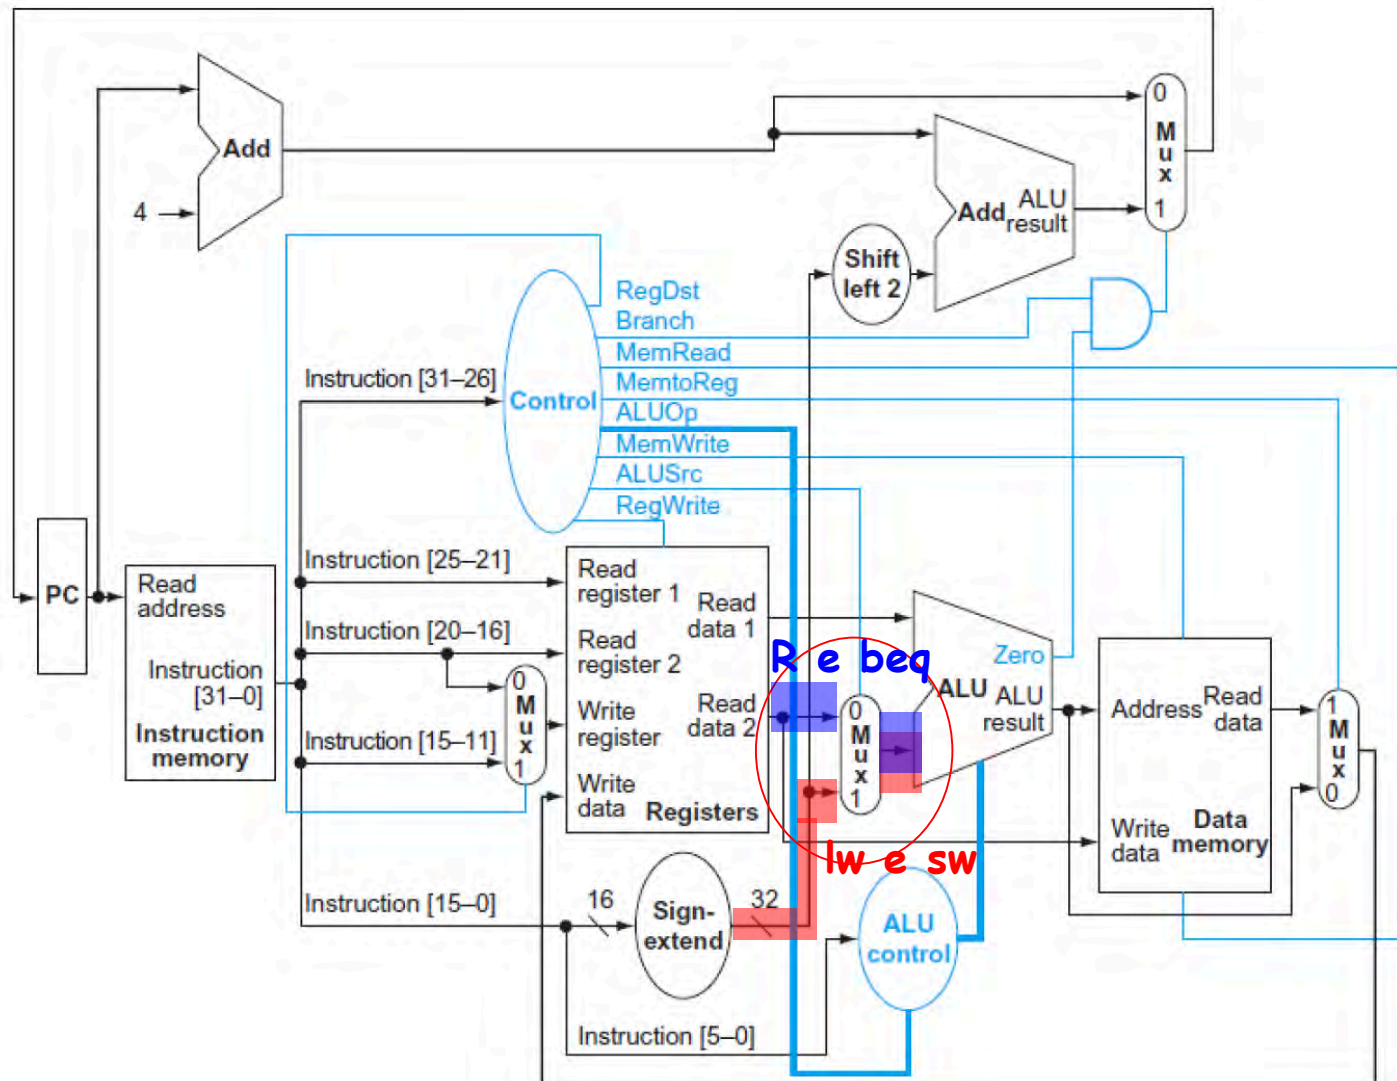 0
M
u
x
1
Add
4
Add
ALU
result
Shift
left 2
RegDst
Branch
MemRead
MemtoReg
ALUOp
MemWrite
ALUSrc
RegWrite
Instruction [31–26]
Control
PC
Read
address
Instruction
[31–0]
Instruction
memory
Instruction [25–21]
Instruction [20–16]
Instruction [15–11]
0
M
u
x
1
Read
register 1
Read
register 2
Write
register
Write
data
Read
data 1
Read
data 2
Registers
R e beq
0
M
u
x
1
lw e sw
Zero
ALU
ALU
result
Address
Read
data
Write
data
Data
memory
1
M
u
x
0
Instruction [15–0]
16
Sign-
extend
32
ALU
control
Instruction [5–0]